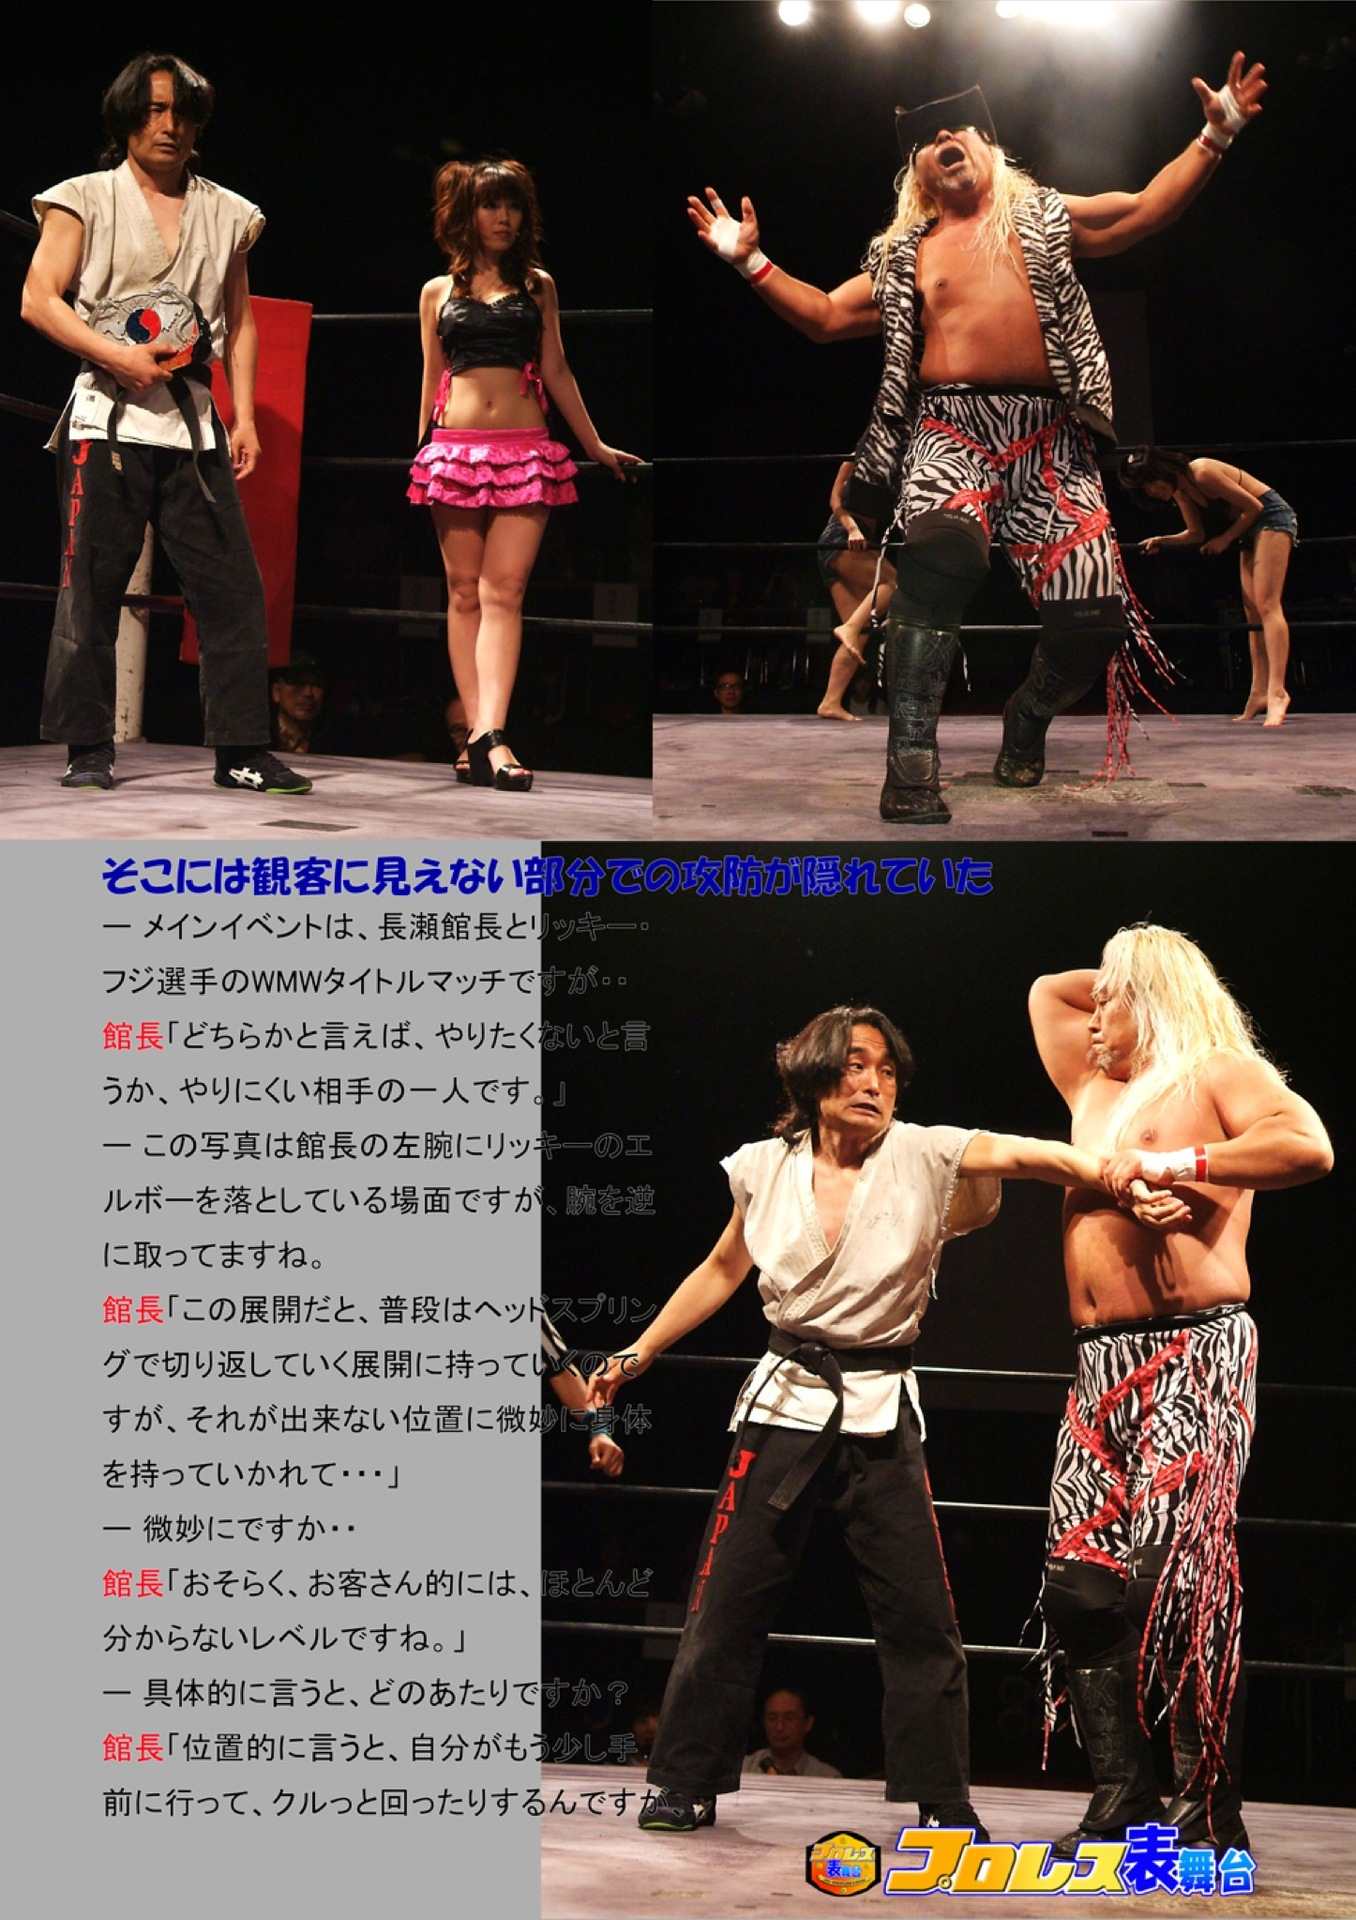 JAPAN
そこには観客に見えない部分での攻防が隠れていた
― メインイベントは、長瀬館長とリッキー・
フジ選手のWMWタイトルマッチですが・・
館長「どちらかと言えば、やりたくないと言
うか、やりにくい相手の一人です。」
― この写真は館長の左腕にリッキーのエ
ルボーを落としている場面ですが、腕を逆
に取ってますね。
館長「この展開だと、普段はヘッドスプリン
グで切り返していく展開に持っていくので
すが、それが出来ない位置に微妙に身体
を持っていかれて・・・」
― 微妙にですか・・
館長「おそらく、お客さん的には、ほとんど
分からないレベルですね。」
― 具体的に言うと、どのあたりですか？
館長「位置的に言うと、自分がもう少し手
前に行って、クルっと回ったりするんですが、
JAPAN
プロレス
表舞台
プロレス表舞台